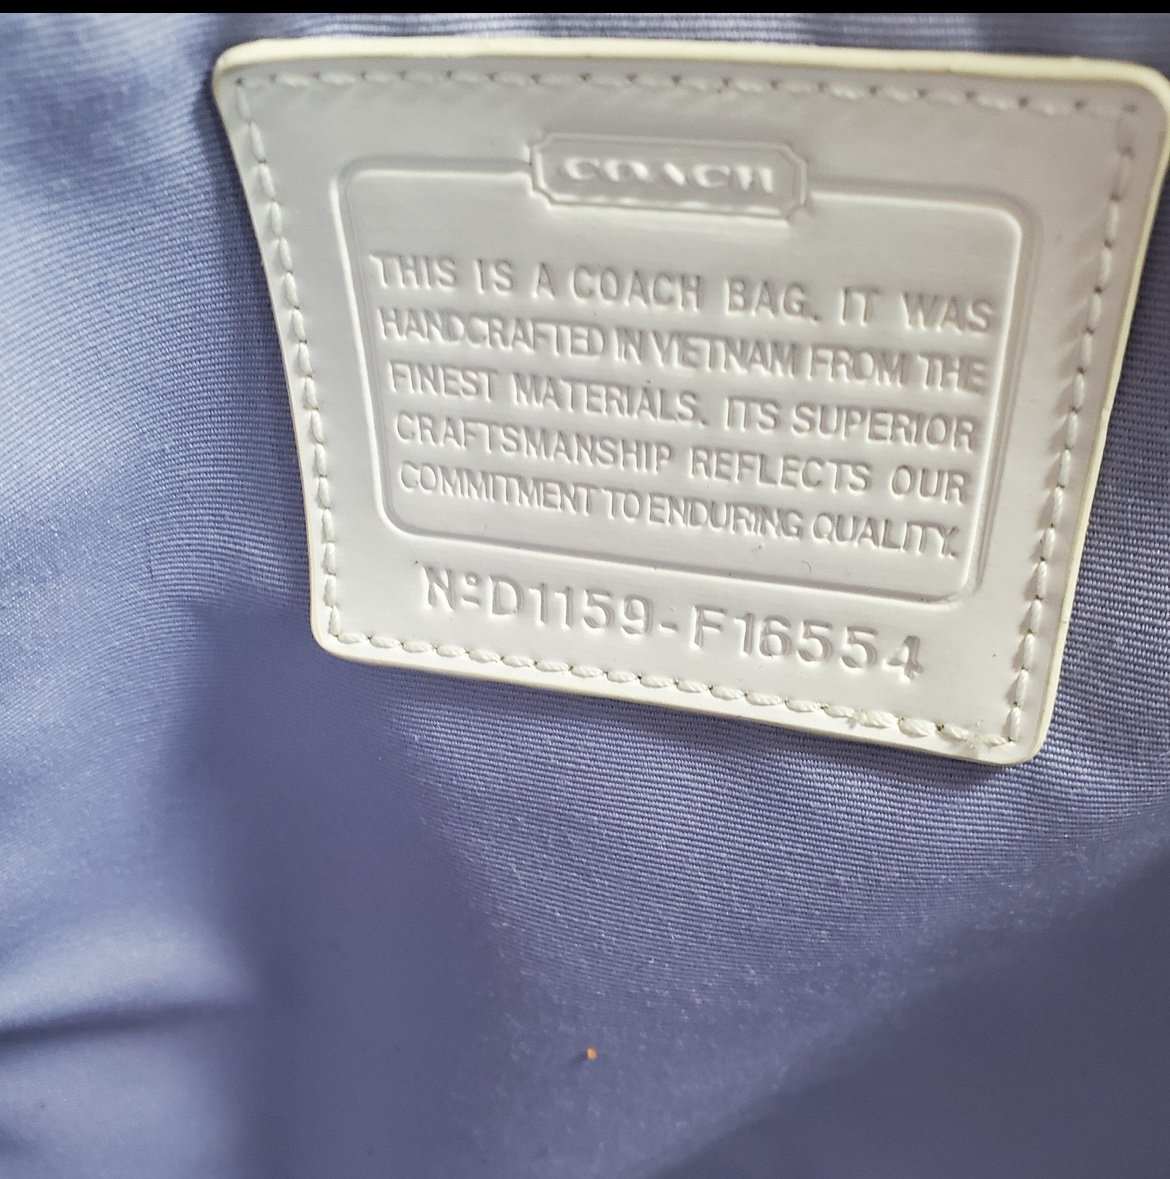 COACH
THIS IS A COACH BAG. IT WAS
HANDCRAFTED IN VIETNAM FROM THE
FINEST MATERIALS. ITS SUPERIOR
CRAFTSMANSHIP REFLECTS OUR
COMMITMENT TO ENDURING QUALITY.
Nº D1159-F16554